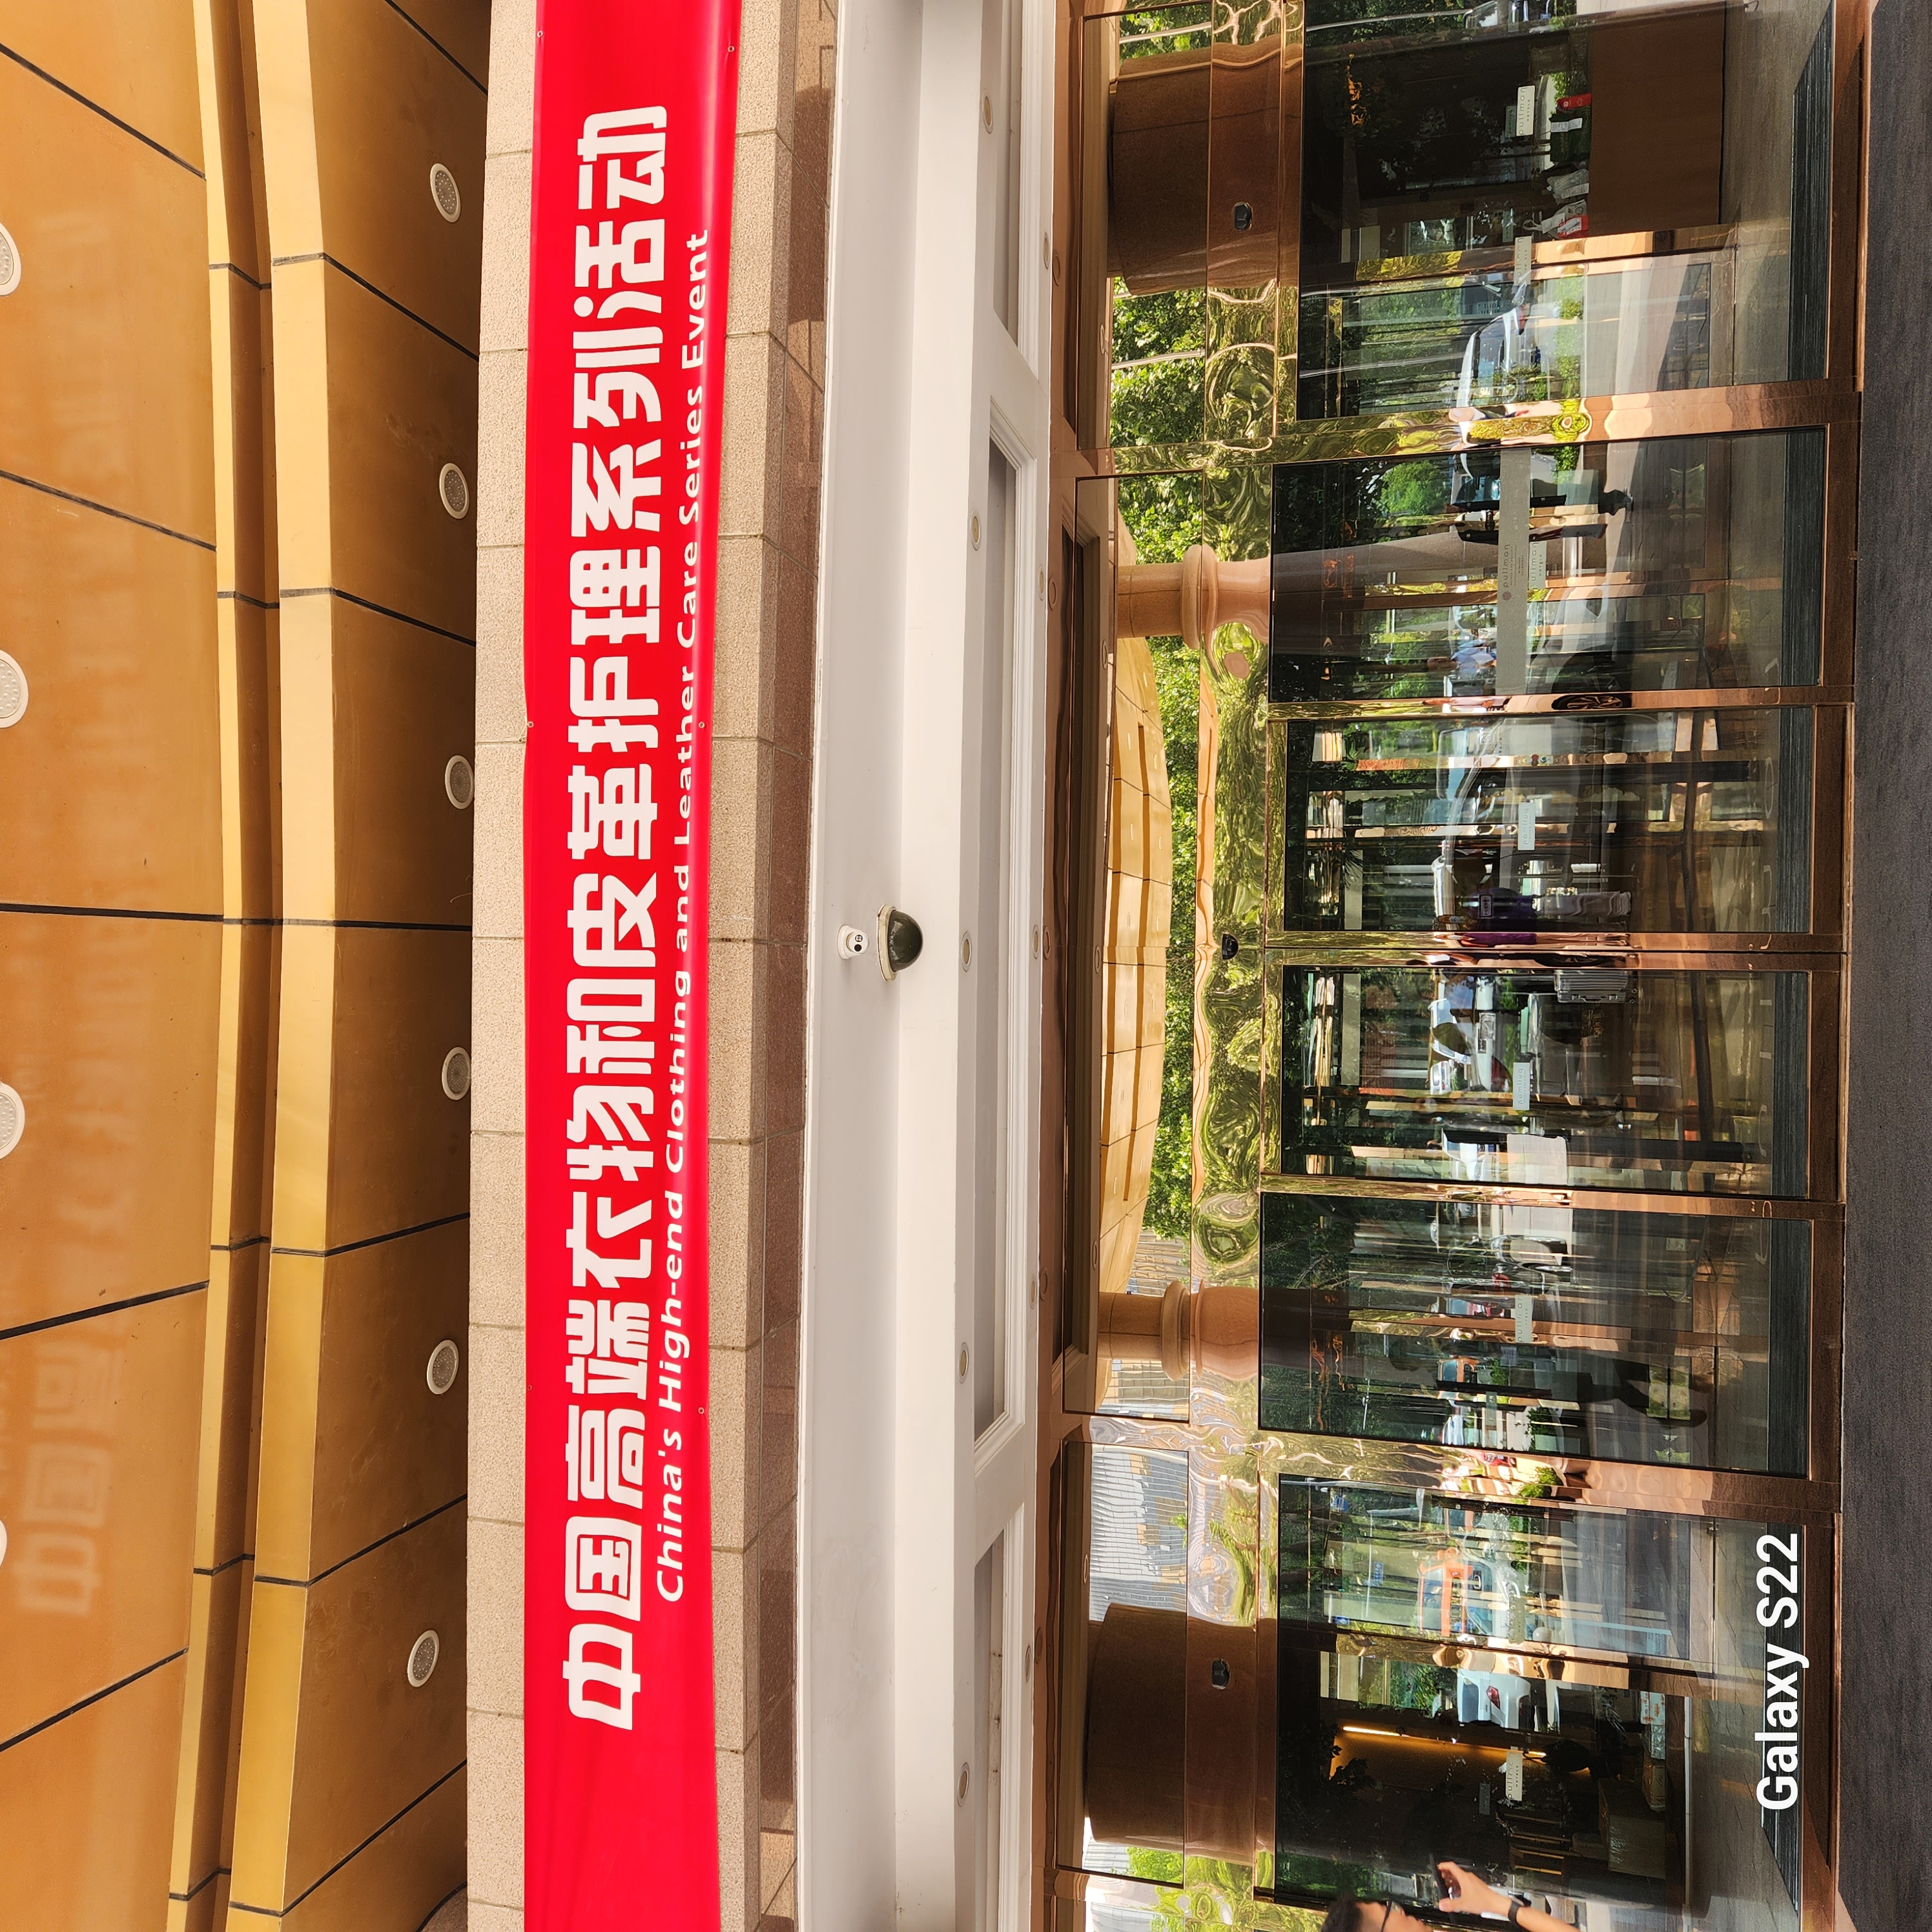 中国高端衣物和皮革护理系列活动
China's High-end Clothing and Leather Care Series Event
pullman
Galaxy S22